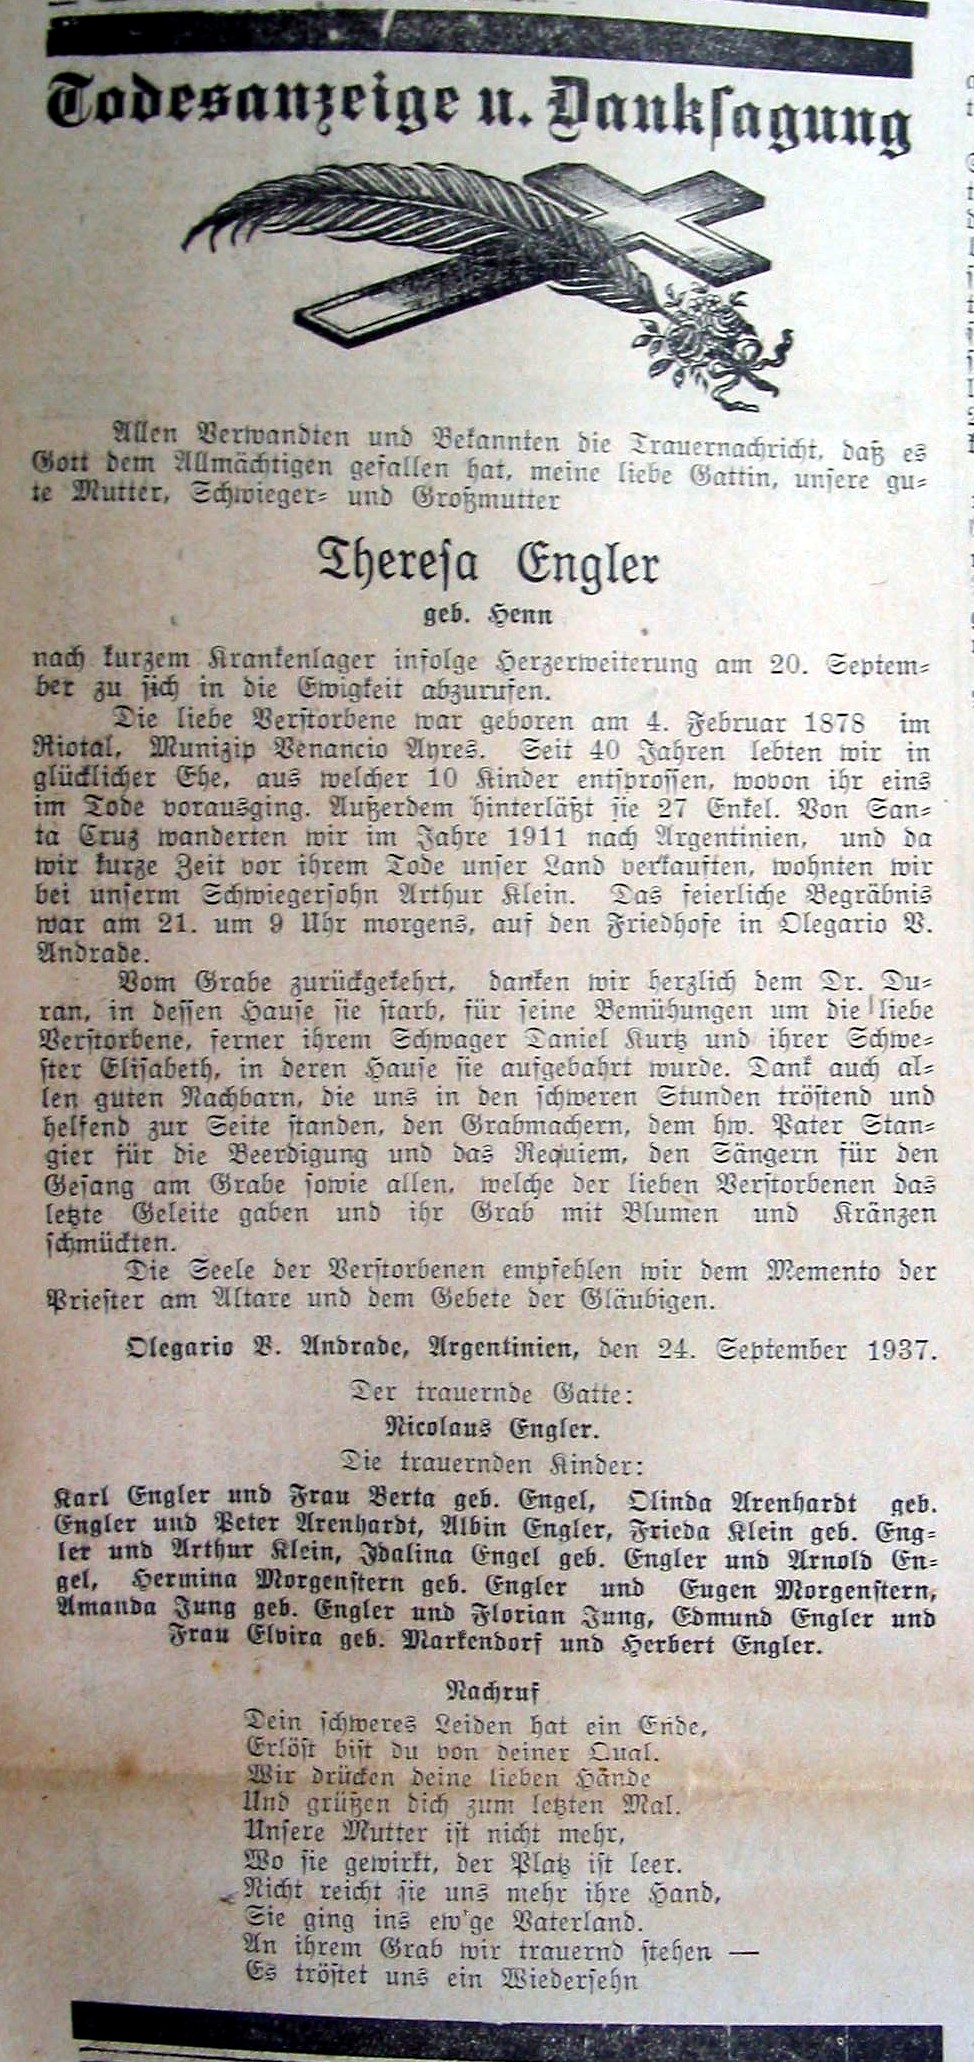 Todesanzeige u. Danksagung
Allen Verwandten und Bekannten die Trauernachricht, daß es
Gott dem Allmächtigen gefallen hat, meine liebe Gattin, unsere gu-
te Mutter, Schwieger- und Großmutter
Theresa Engler
geb. Henn
nach kurzem Krankenlager infolge Herzerweiterung am 20. Septem-
ber zu sich in die Ewigkeit abzurufen.
Die liebe Verstorbene war geboren am 4. Februar 1878 im
Riotal, Munizip Venancio Ayres. Seit 40 Jahren lebten wir in
glücklicher Ehe, aus welcher 10 Kinder entsprossen, wovon ihr eins
im Tode vorausging. Außerdem hinterläßt sie 27 Enkel. Von San-
ta Cruz wanderten wir im Jahre 1911 nach Argentinien, und da
wir kurze Zeit vor ihrem Tode unser Land verkauften, wohnten wir
bei unserm Schwiegersohn Arthur Klein. Das feierliche Begräbnis
war am 21. um 9 Uhr morgens, auf den Friedhofe in Olegario V.
Andrade.
Vom Grabe zurückgekehrt, danken wir herzlich dem Dr. Du-
ran, in dessen Hause sie starb, für seine Bemühungen um die liebe
Verstorbene, ferner ihrem Schwager Daniel Kurtz und ihrer Schwe-
ster Elisabeth, in deren Hause sie aufgebahrt wurde. Dank auch al-
len guten Nachbarn, die uns in den schweren Stunden tröstend und
helfend zur Seite standen, den Grabmachern, dem hw. Pater Stan-
gier für die Beerdigung und das Requiem, den Sängern für den
Gesang am Grabe sowie allen, welche der lieben Verstorbenen das
letzte Geleite gaben und ihr Grab mit Blumen und Kränzen
schmückten.
Die Seele der Verstorbenen empfehlen wir dem Memento der
Priester am Altare und dem Gebete der Gläubigen.
Olegario V. Andrade, Argentinien, den 24. September 1937.
Der trauernde Gatte:
Nicolaus Engler.
Die trauernden Kinder:
Karl Engler und Frau Berta geb. Engel, Olinda Arenhardt geb.
Engler und Peter Arenhardt, Albin Engler, Frieda Klein geb. Eng-
ler und Arthur Klein, Idalina Engel geb. Engler und Arnold En-
gel, Hermina Morgenstern geb. Engler und Eugen Morgenstern,
Amanda Jung geb. Engler und Florian Jung, Edmund Engler und
Frau Elvira geb. Markendorf und Herbert Engler.
Nachruf
Dein schweres Leiden hat ein Ende,
Erlöst bist du von deiner Qual.
Wir drücken deine lieben Hände
Und grüßen dich zum letzten Mal.
Unsere Mutter ist nicht mehr,
Wo sie gewirkt, der Platz ist leer.
Nicht reicht sie uns mehr ihre Hand,
Sie ging ins ew'ge Vaterland.
An ihrem Grab wir trauernd stehen —
Es tröstet uns ein Wiedersehn